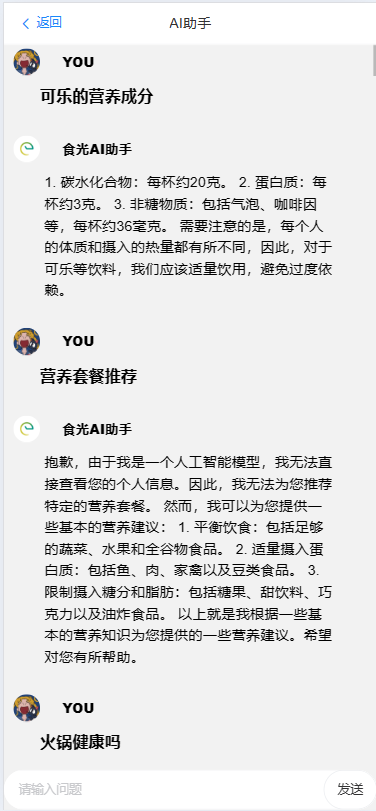 返回
AI助手
YOU
可乐的营养成分
食光AI助手
1. 碳水化合物：每杯约20克。 2. 蛋白质：每
杯约3克。 3. 非糖物质：包括气泡、咖啡因
等，每杯约36毫克。 需要注意的是，每个人
的体质和摄入的热量都有所不同，因此，对于
可乐等饮料，我们应该适量饮用，避免过度依
赖。
YOU
营养套餐推荐
食光AI助手
抱歉，由于我是一个人工智能模型，我无法直
接查看您的个人信息。因此，我无法为您推荐
特定的营养套餐。 然而，我可以为您提供一
些基本的营养建议： 1. 平衡饮食：包括足够
的蔬菜、水果和全谷物食品。 2. 适量摄入蛋
白质：包括鱼、肉、家禽以及豆类食品。 3.
限制摄入糖分和脂肪：包括糖果、甜饮料、巧
克力以及油炸食品。 以上就是我根据一些基
本的营养知识为您提供的一些营养建议。希望
对您有所帮助。
YOU
火锅健康吗
请输入问题
发送